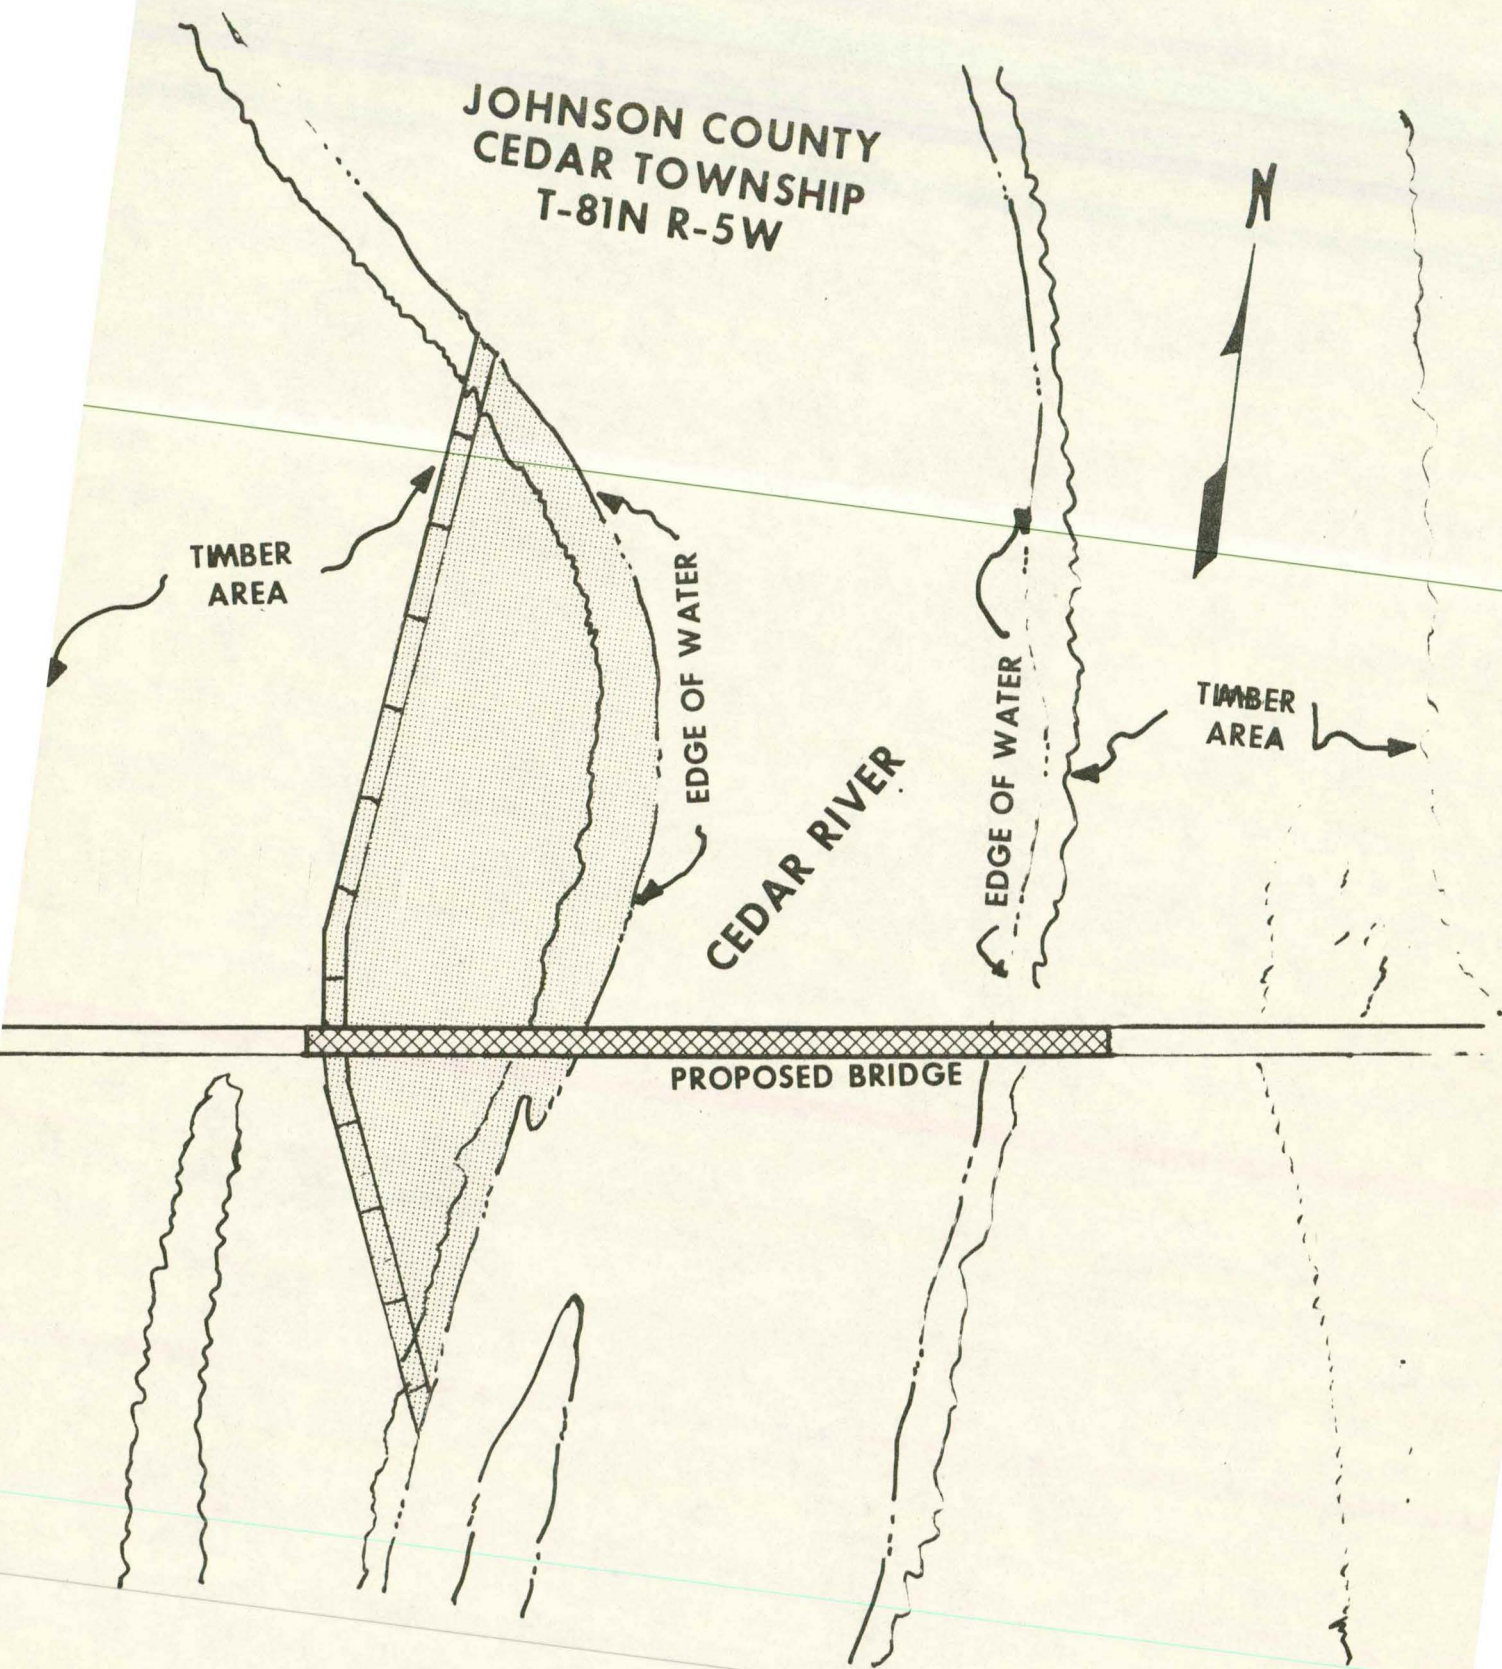 JOHNSON COUNTY
CEDAR TOWNSHIP
T-81N R-5W
N
TIMBER
AREA
EDGE OF WATER
EDGE OF WATER
TIMBER
AREA
CEDAR RIVER
PROPOSED BRIDGE